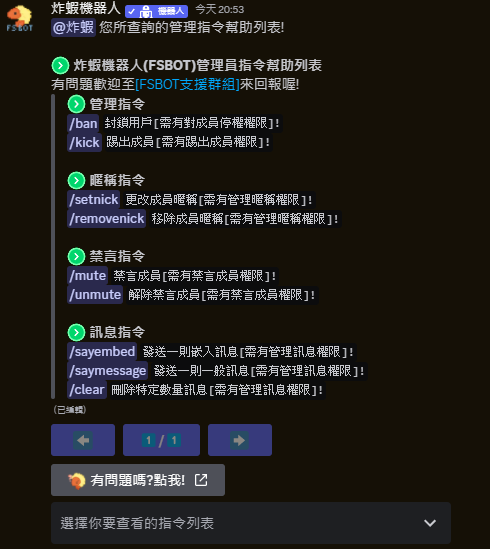 炸蝦機器人 ✓ 機器人 今天 20:53
FSBOT
@炸蝦 您所查詢的管理指令幫助列表!
炸蝦機器人(FSBOT)管理員指令幫助列表
有問題歡迎至[FSBOT支援群組]來回報喔!
管理指令
/ban 封鎖用戶[需有對成員停權權限]!
/kick 踢出成員[需有踢出成員權限]!
暱稱指令
/setnick 更改成員暱稱[需有管理暱稱權限]!
/removenick 移除成員暱稱[需有管理暱稱權限]!
禁言指令
/mute 禁言成員[需有禁言成員權限]!
/unmute 解除禁言成員[需有禁言成員權限]!
訊息指令
/sayembed 發送一則嵌入訊息[需有管理訊息權限]!
/saymessage 發送一則一般訊息[需有管理訊息權限]!
/clear 刪除特定數量訊息[需有管理訊息權限]!
(已編輯)
1 / 1
有問題嗎?點我!
選擇你要查看的指令列表